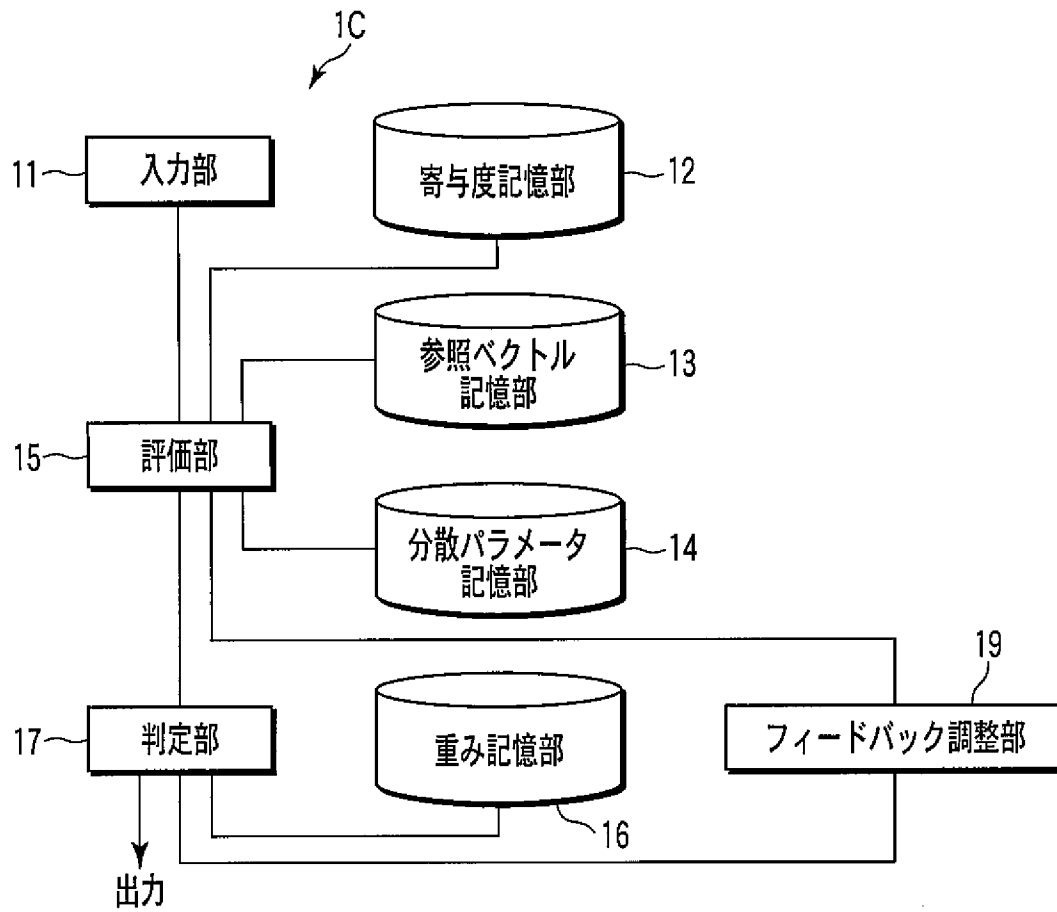 1C
11
入力部
寄与度記憶部
12
参照ベクトル
記憶部
13
15
評価部
分散パラメータ
記憶部
14
19
17
判定部
重み記憶部
フィードバック調整部
16
出力